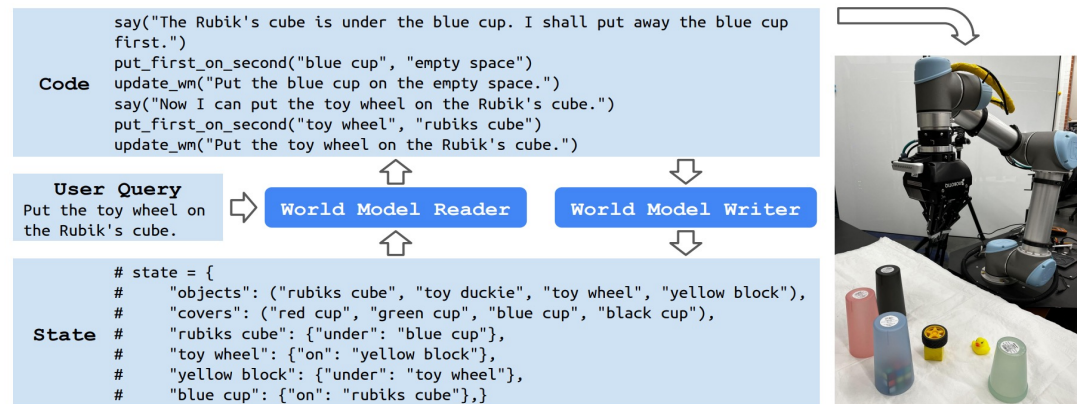 Code
say("The Rubik's cube is under the blue cup. I shall put away the blue cup
first.")
put_first_on_second("blue cup", "empty space")
update_wm("Put the blue cup on the empty space.")
say("Now I can put the toy wheel on the Rubik's cube.")
put_first_on_second("toy wheel", "rubiks cube")
update_wm("Put the toy wheel on the Rubik's cube.")
User Query
Put the toy wheel on
the Rubik's cube.
World Model Reader
World Model Writer
State
# state = {
#     "objects": ("rubiks cube", "toy duckie", "toy wheel", "yellow block"),
#     "covers": ("red cup", "green cup", "blue cup", "black cup"),
#     "rubiks cube": {"under": "blue cup"},
#     "toy wheel": {"on": "yellow block"},
#     "yellow block": {"under": "toy wheel"},
#     "blue cup": {"on": "rubiks cube"},}